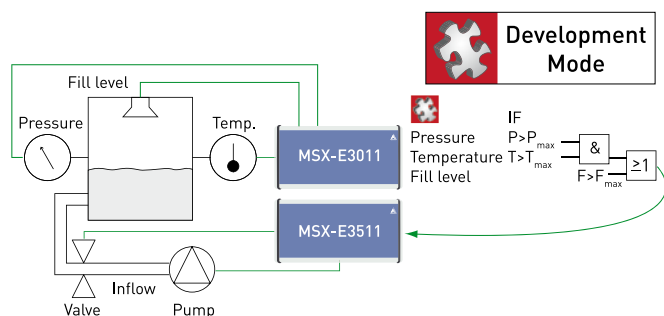 Development
Mode
Fill level
Pressure
Temp.
MSX-E3011
Pressure
Temperature
Fill level
IF
P>Pmax
T>Tmax
&
F>Fmax
≥1
MSX-E3511
Inflow
Valve
Pump